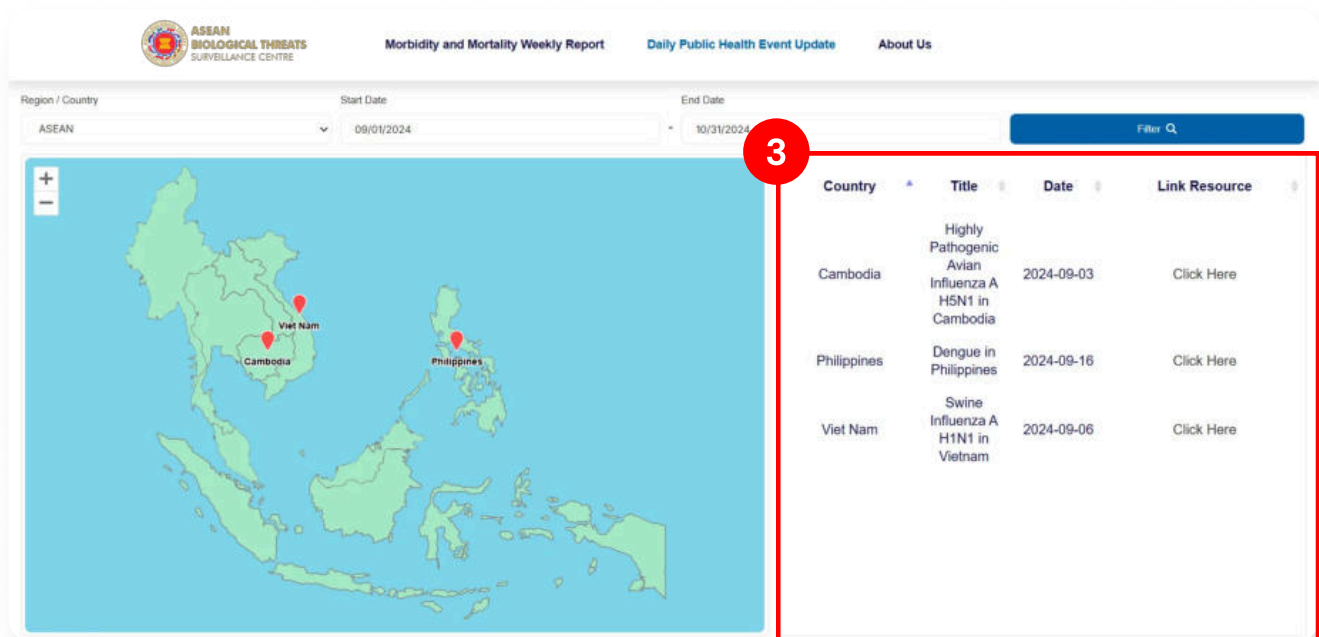 ASEAN
BIOLOGICAL THREATS
SURVEILLANCE CENTRE
Morbidity and Mortality Weekly Report
Daily Public Health Event Update
About Us
Region / Country
Start Date
End Date
ASEAN
09/01/2024
-
10/31/2024
Filter
3
+
−
Viet Nam
Cambodia
Philippines
Country
Title
Date
Link Resource
Cambodia
Highly
Pathogenic
Avian
Influenza A
H5N1 in
Cambodia
2024-09-03
Click Here
Philippines
Dengue in
Philippines
2024-09-16
Click Here
Viet Nam
Swine
Influenza A
H1N1 in
Vietnam
2024-09-06
Click Here